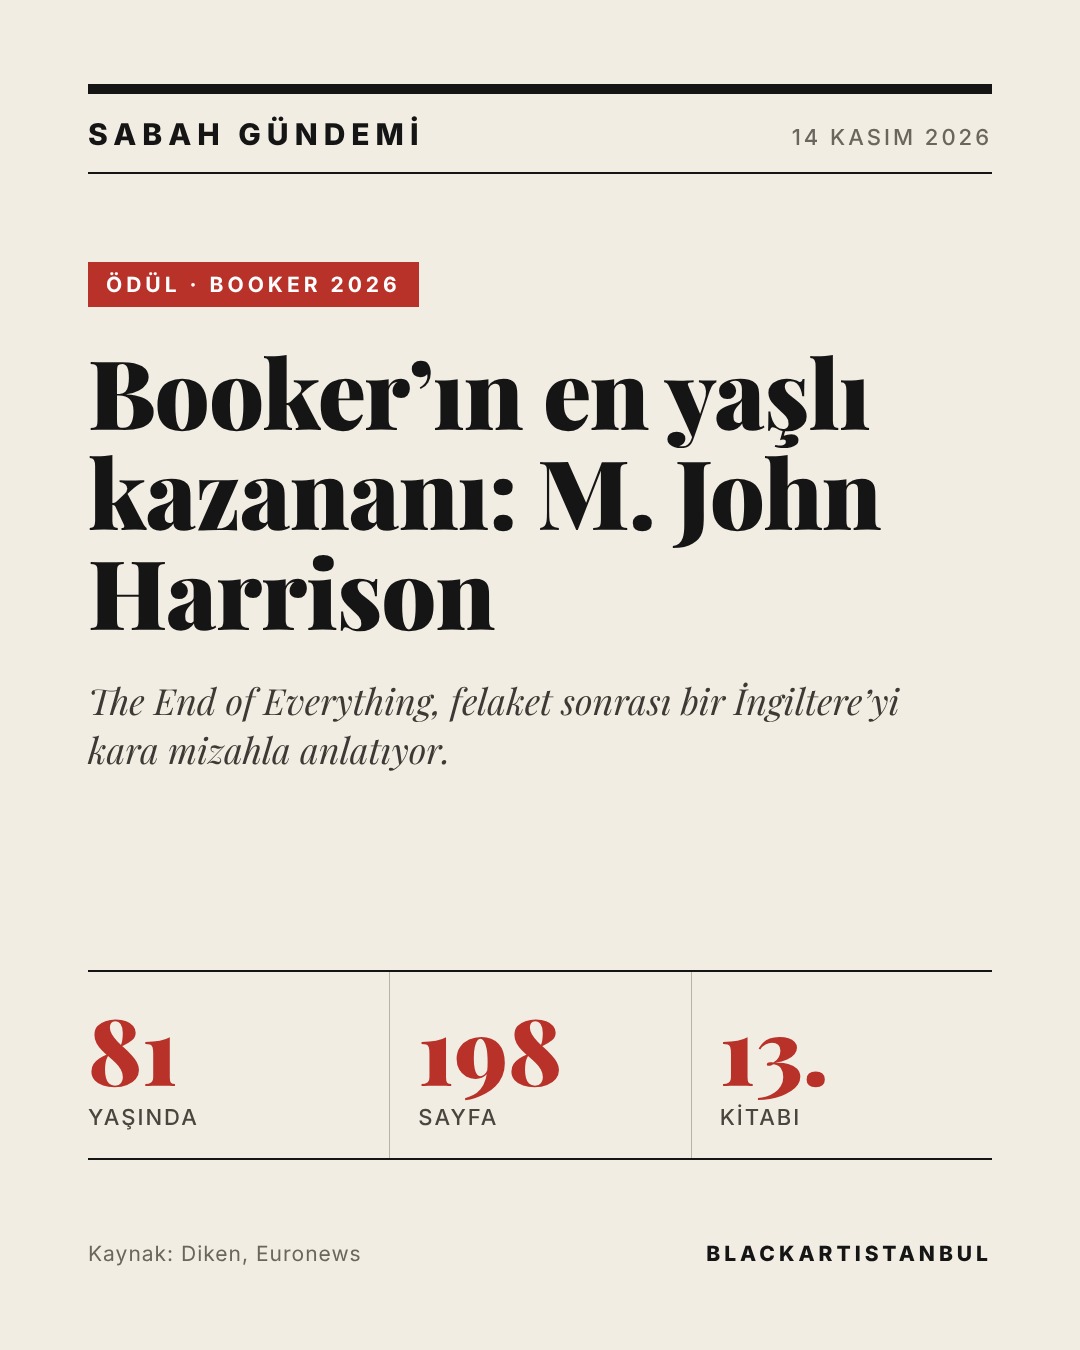 SABAH GÜNDEMİ
14 KASIM 2026
ÖDÜL · BOOKER 2026
Booker’ın en yaşlı
kazananı: M. John
Harrison
The End of Everything, felaket sonrası bir İngiltere’yi
kara mizahla anlatıyor.
81
YAŞINDA
198
SAYFA
13.
KİTABI
Kaynak: Diken, Euronews
BLACKARTISTANBUL